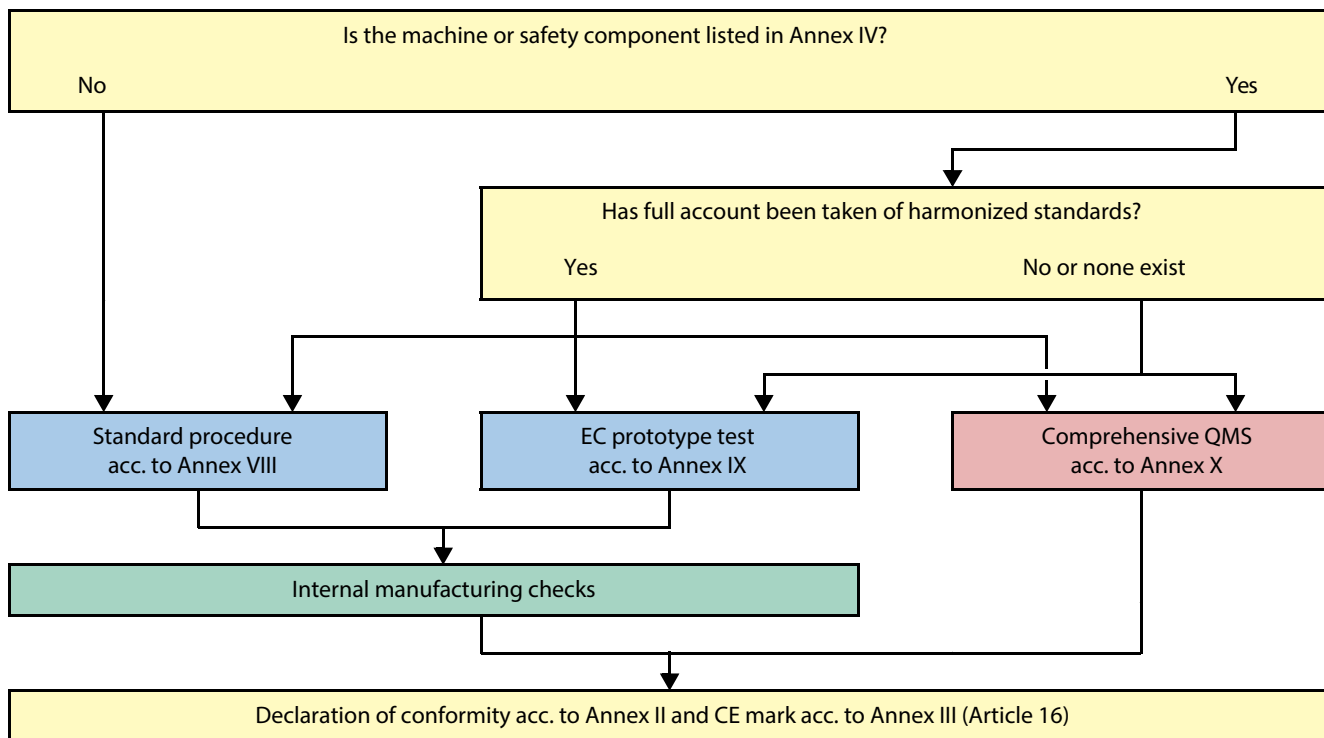 Is the machine or safety component listed in Annex IV?
No
Yes
Has full account been taken of harmonized standards?
Yes
No or none exist
Standard procedure
acc. to Annex VIII
EC prototype test
acc. to Annex IX
Comprehensive QMS
acc. to Annex X
Internal manufacturing checks
Declaration of conformity acc. to Annex II and CE mark acc. to Annex III (Article 16)